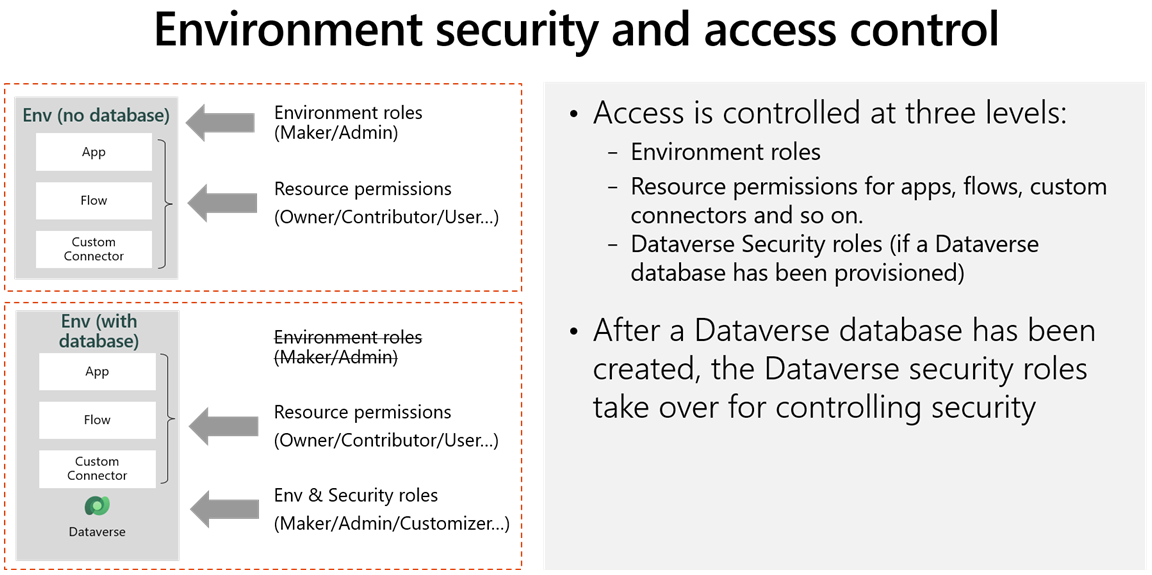 Environment security and access control
Env (no database)
App
Flow
Custom
Connector
Environment roles
(Maker/Admin)
Resource permissions
(Owner/Contributor/User...)
Env (with
database)
App
Flow
Custom
Connector
Dataverse
Environment roles
(Maker/Admin)
Resource permissions
(Owner/Contributor/User...)
Env & Security roles
(Maker/Admin/Customizer...)
• Access is controlled at three levels:
– Environment roles
– Resource permissions for apps, flows, custom
connectors and so on.
– Dataverse Security roles (if a Dataverse
database has been provisioned)
• After a Dataverse database has been
created, the Dataverse security roles
take over for controlling security